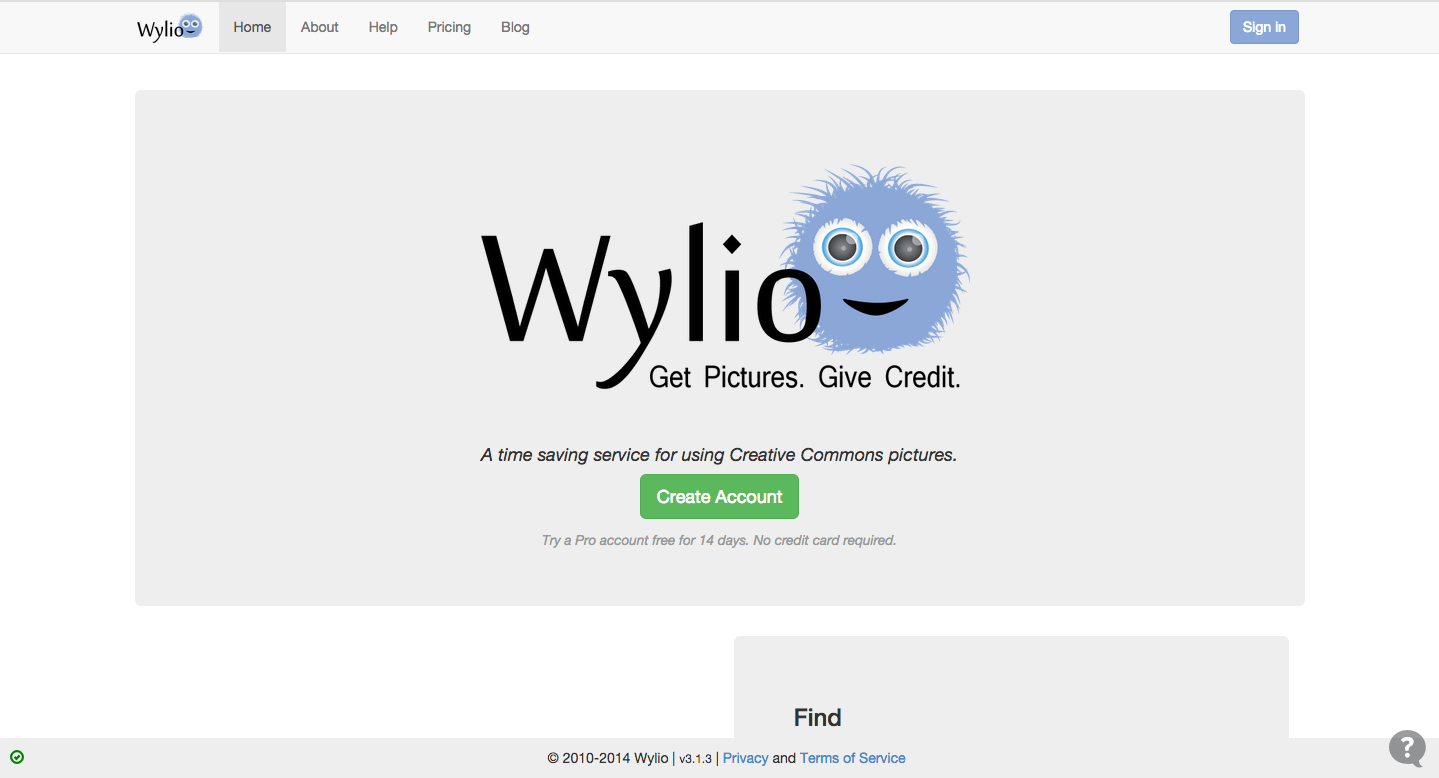 Wylio Home About Help Pricing Blog Sign in
Wylio
Get Pictures. Give Credit.
A time saving service for using Creative Commons pictures.
Create Account
Try a Pro account free for 14 days. No credit card required.
Find
© 2010-2014 Wylio | v3.1.3 | Privacy and Terms of Service
?